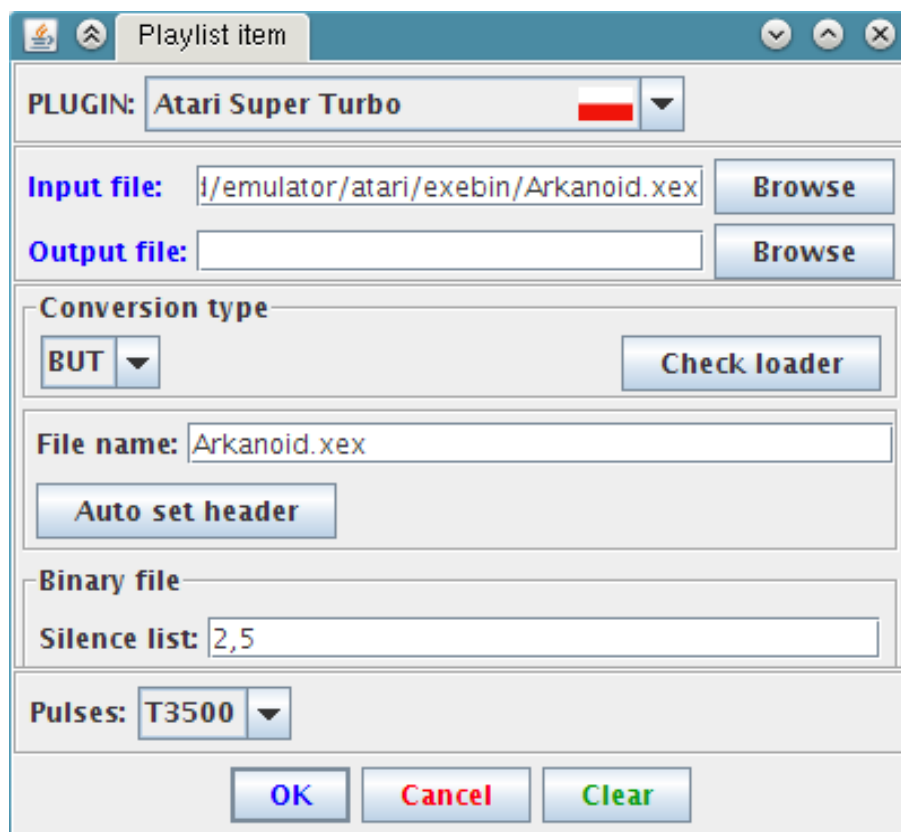 Playlist item
PLUGIN: Atari Super Turbo
Input file: /emulator/atari/exebin/Arkanoid.xex Browse
Output file: Browse
Conversion type
BUT Check loader
File name: Arkanoid.xex
Auto set header
Binary file
Silence list: 2,5
Pulses: T3500
OK Cancel Clear